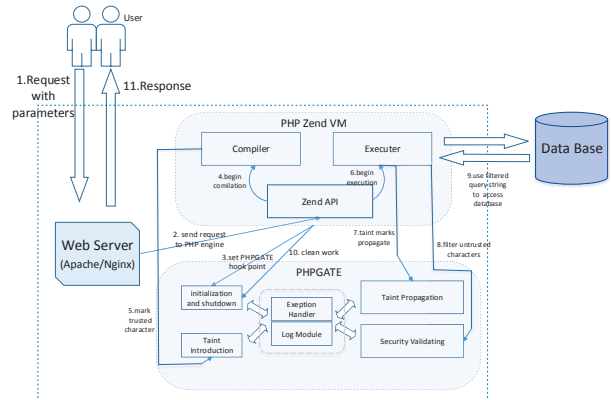 User
1.Request
with
parameters
11.Response
PHP Zend VM
Compiler
Executer
4.begin
comilation
6.begin
execution
Zend API
Data Base
9.use filtered
query-string
to access
database
Web Server
(Apache/Nginx)
2. send request
to PHP engine
3.set PHPGATE
hook point
10. clean work
7.taint marks
propagate
8.filter untrusted
characters
PHPGATE
initialization
and shutdown
Exeption
Handler
Log Module
Taint Propagation
5.mark
trusted
character
Taint
Introduction
Security Validating